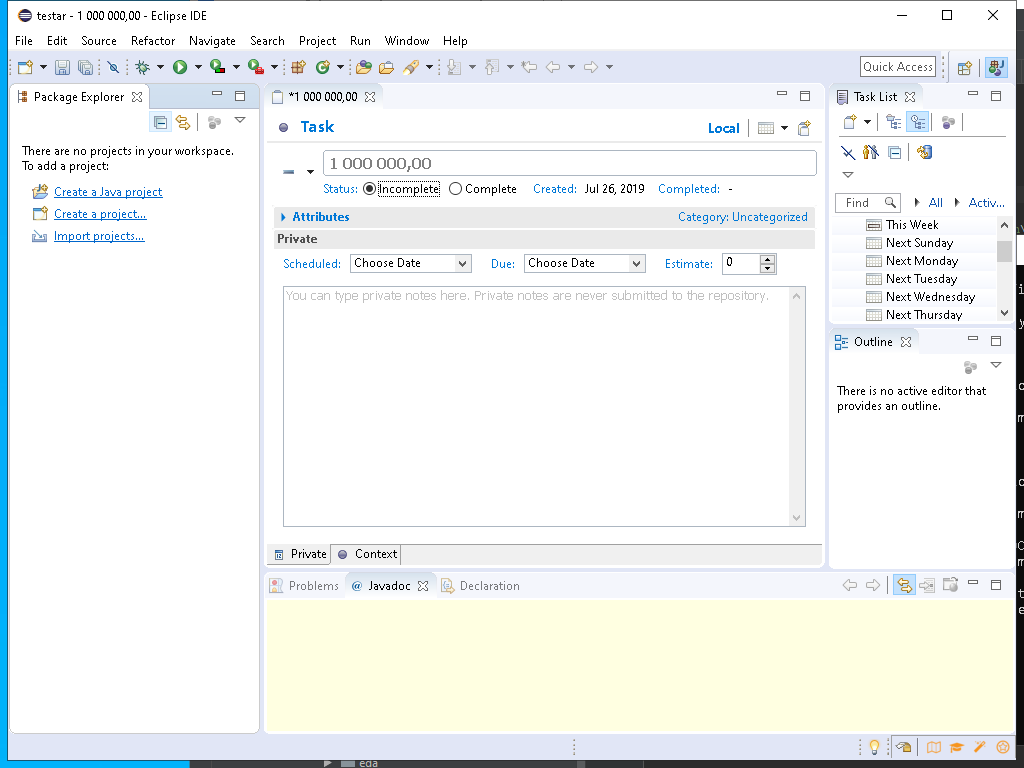 testar - 1 000 000,00 - Eclipse IDE
File Edit Source Refactor Navigate Search Project Run Window Help
Quick Access
Package Explorer
There are no projects in your workspace.
To add a project:
Create a Java project
Create a project...
Import projects...
*1 000 000,00
Task
Local
1 000 000,00
Status: Incomplete Complete Created: Jul 26, 2019 Completed: -
Attributes Category: Uncategorized
Private
Scheduled: Choose Date Due: Choose Date Estimate: 0
You can type private notes here. Private notes are never submitted to the repository.
Private Context
Task List
Find All Activ...
This Week
Next Sunday
Next Monday
Next Tuesday
Next Wednesday
Next Thursday
Outline
There is no active editor that
provides an outline.
Problems @ Javadoc Declaration
eda